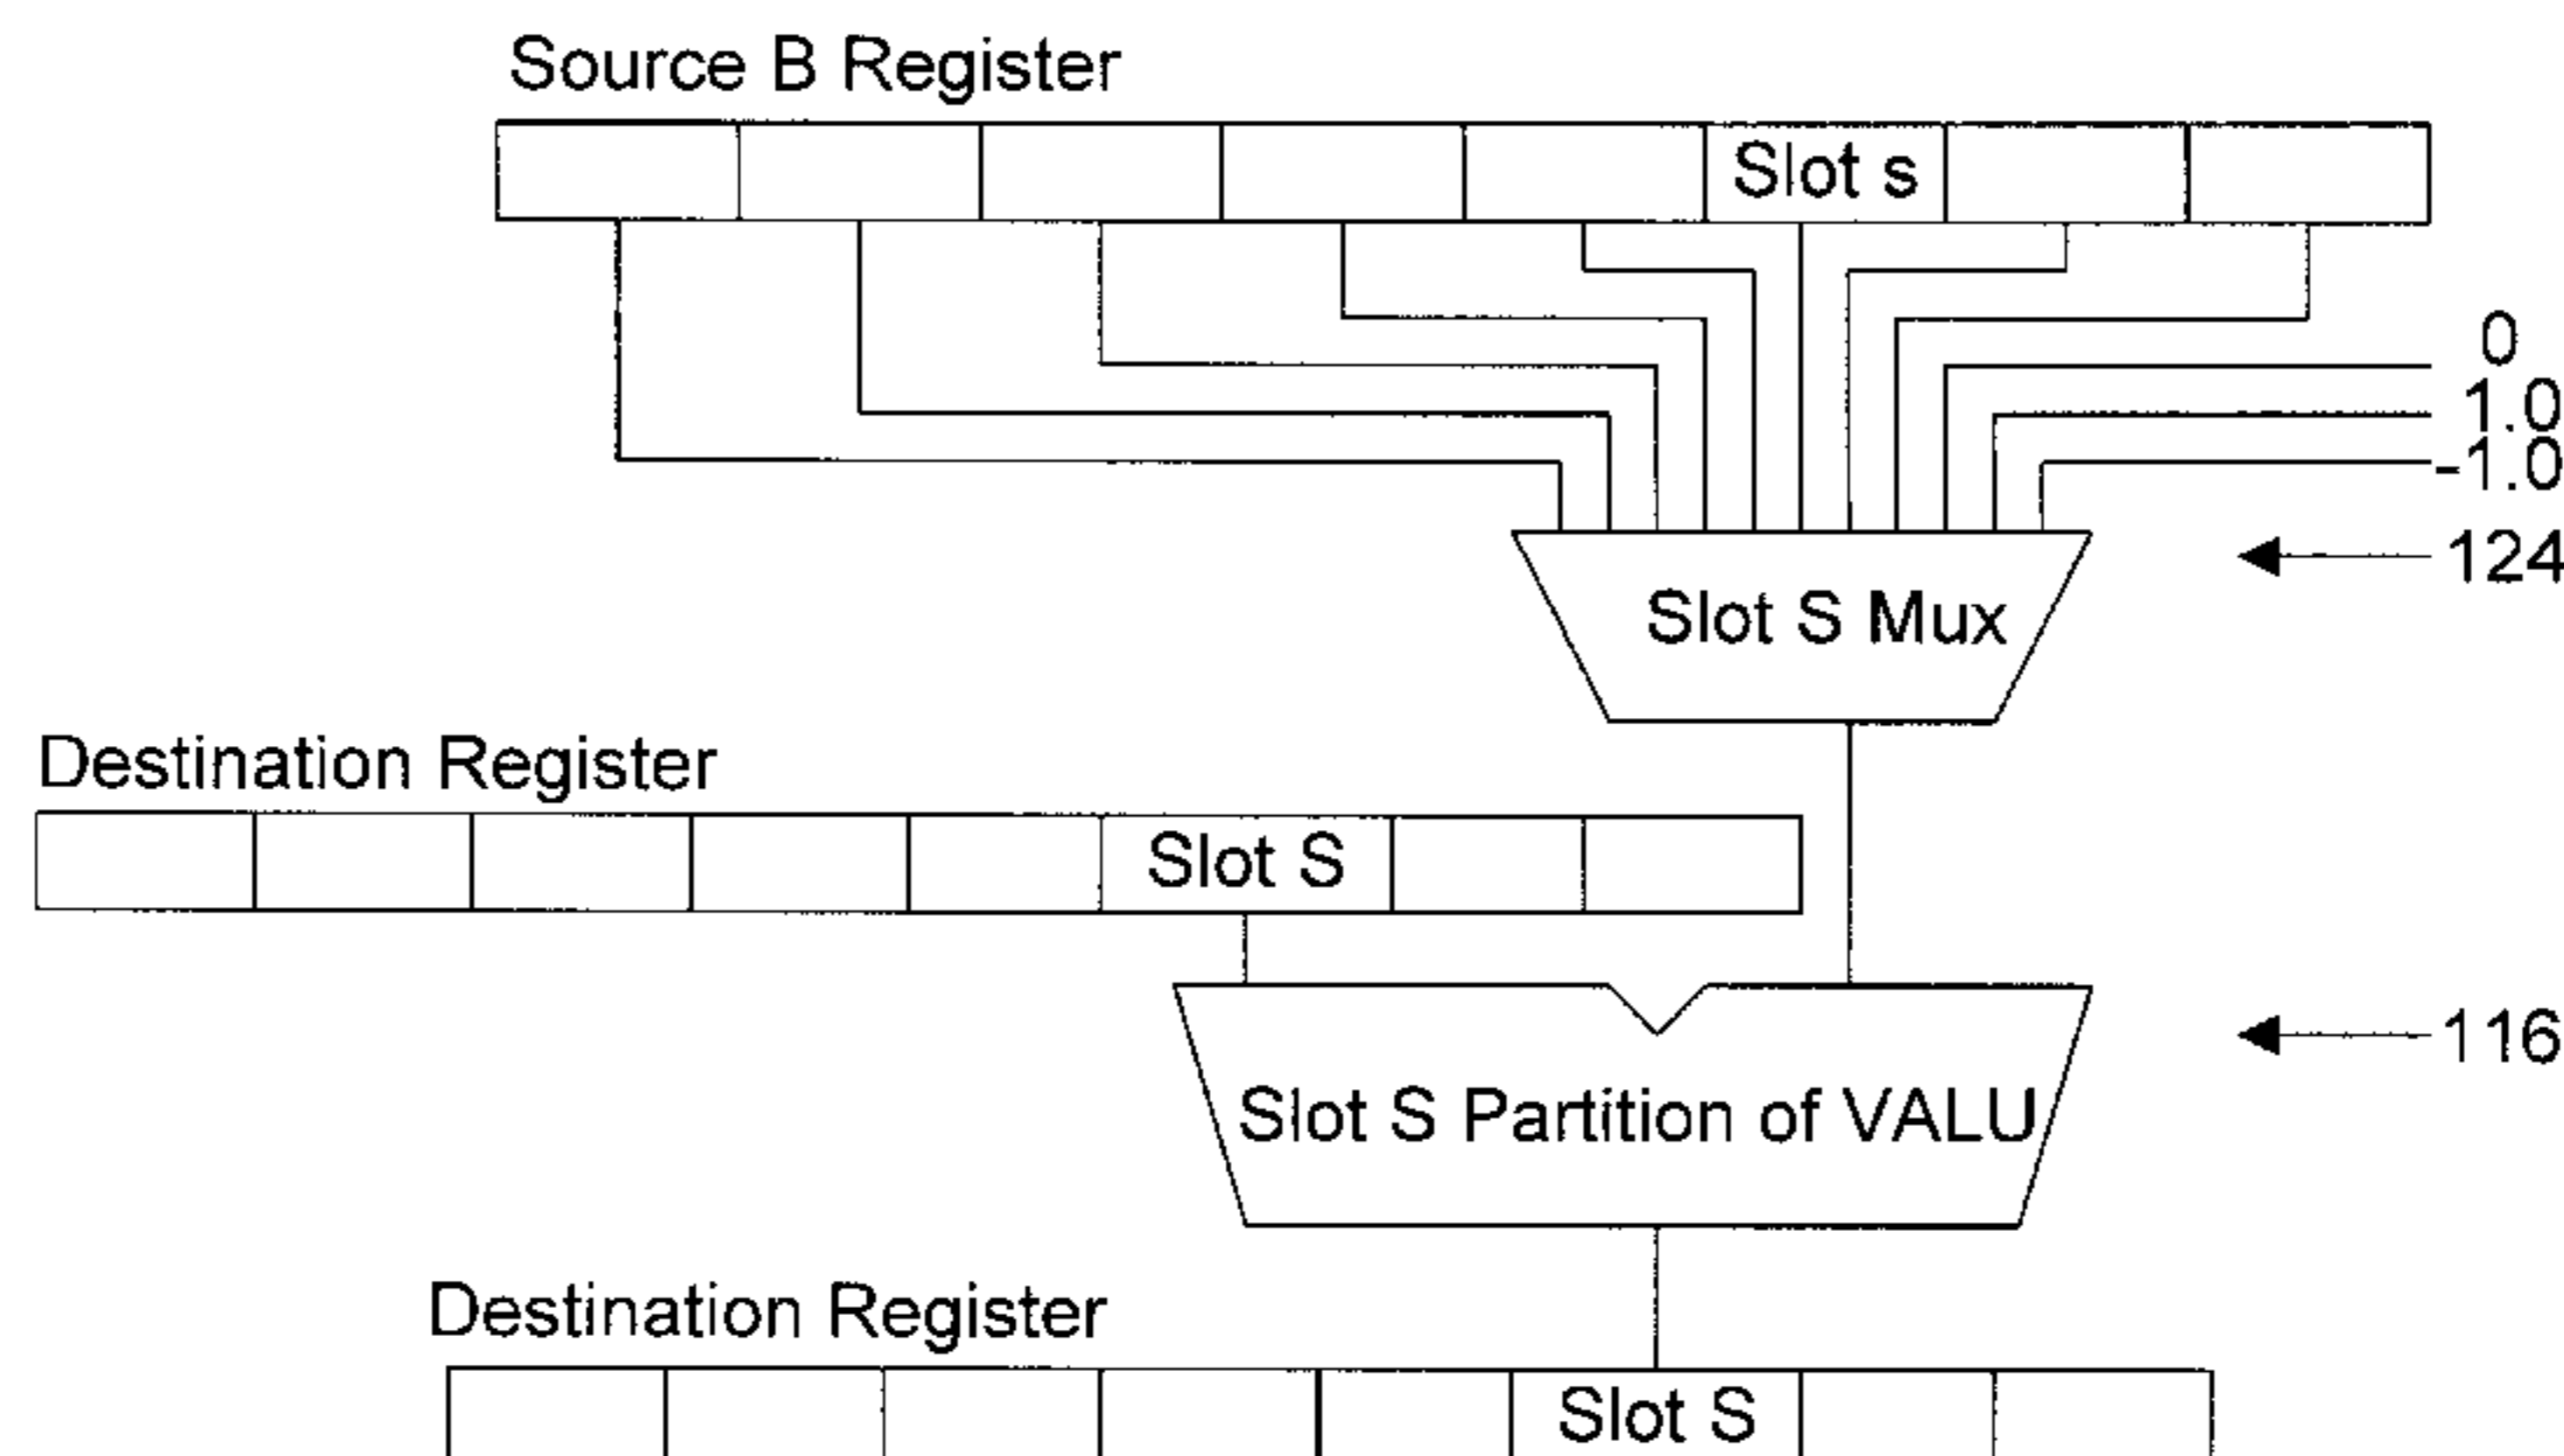 Source B Register
Slot s
0
1.0
-1.0
124
Slot S Mux
Destination Register
Slot S
116
Slot S Partition of VALU
Destination Register
Slot S